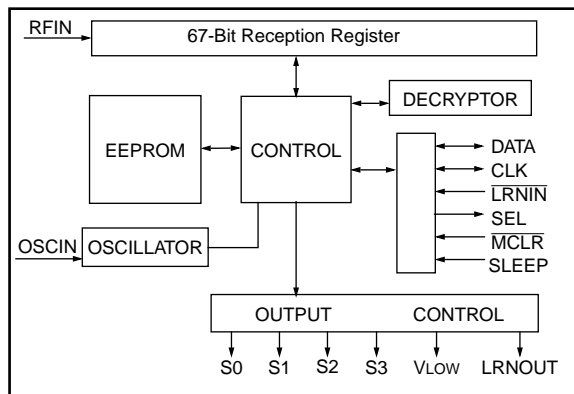 RFIN
67-Bit Reception Register
DECRYPTOR
EEPROM
CONTROL
DATA
CLK
LRNIN
SEL
MCLR
SLEEP
OSCIN
OSCILLATOR
OUTPUT CONTROL
S0 S1 S2 S3 VLOW LRNOUT